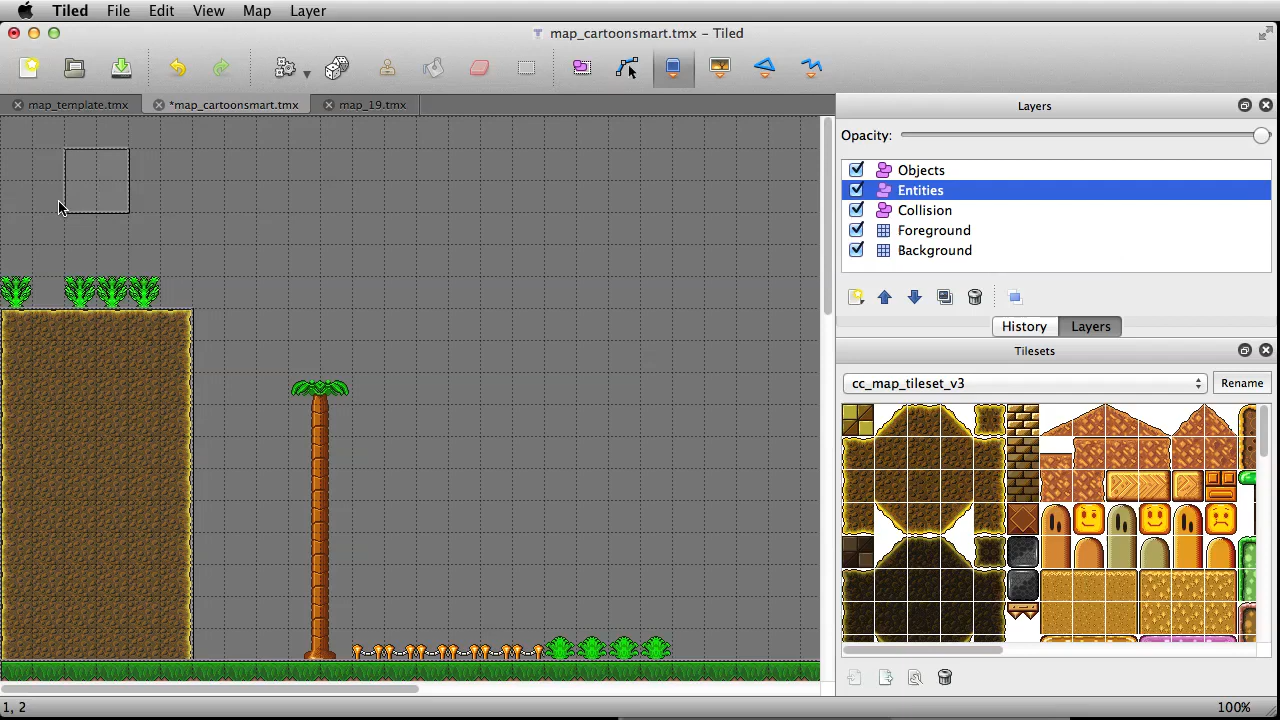 Tiled File Edit View Map Layer
map_cartoonsmart.tmx – Tiled
map_template.tmx *map_cartoonsmart.tmx map_19.tmx
Layers
Opacity:
Objects
Entities
Collision
Foreground
Background
History Layers
Tilesets
cc_map_tileset_v3 Rename
1, 2 100%